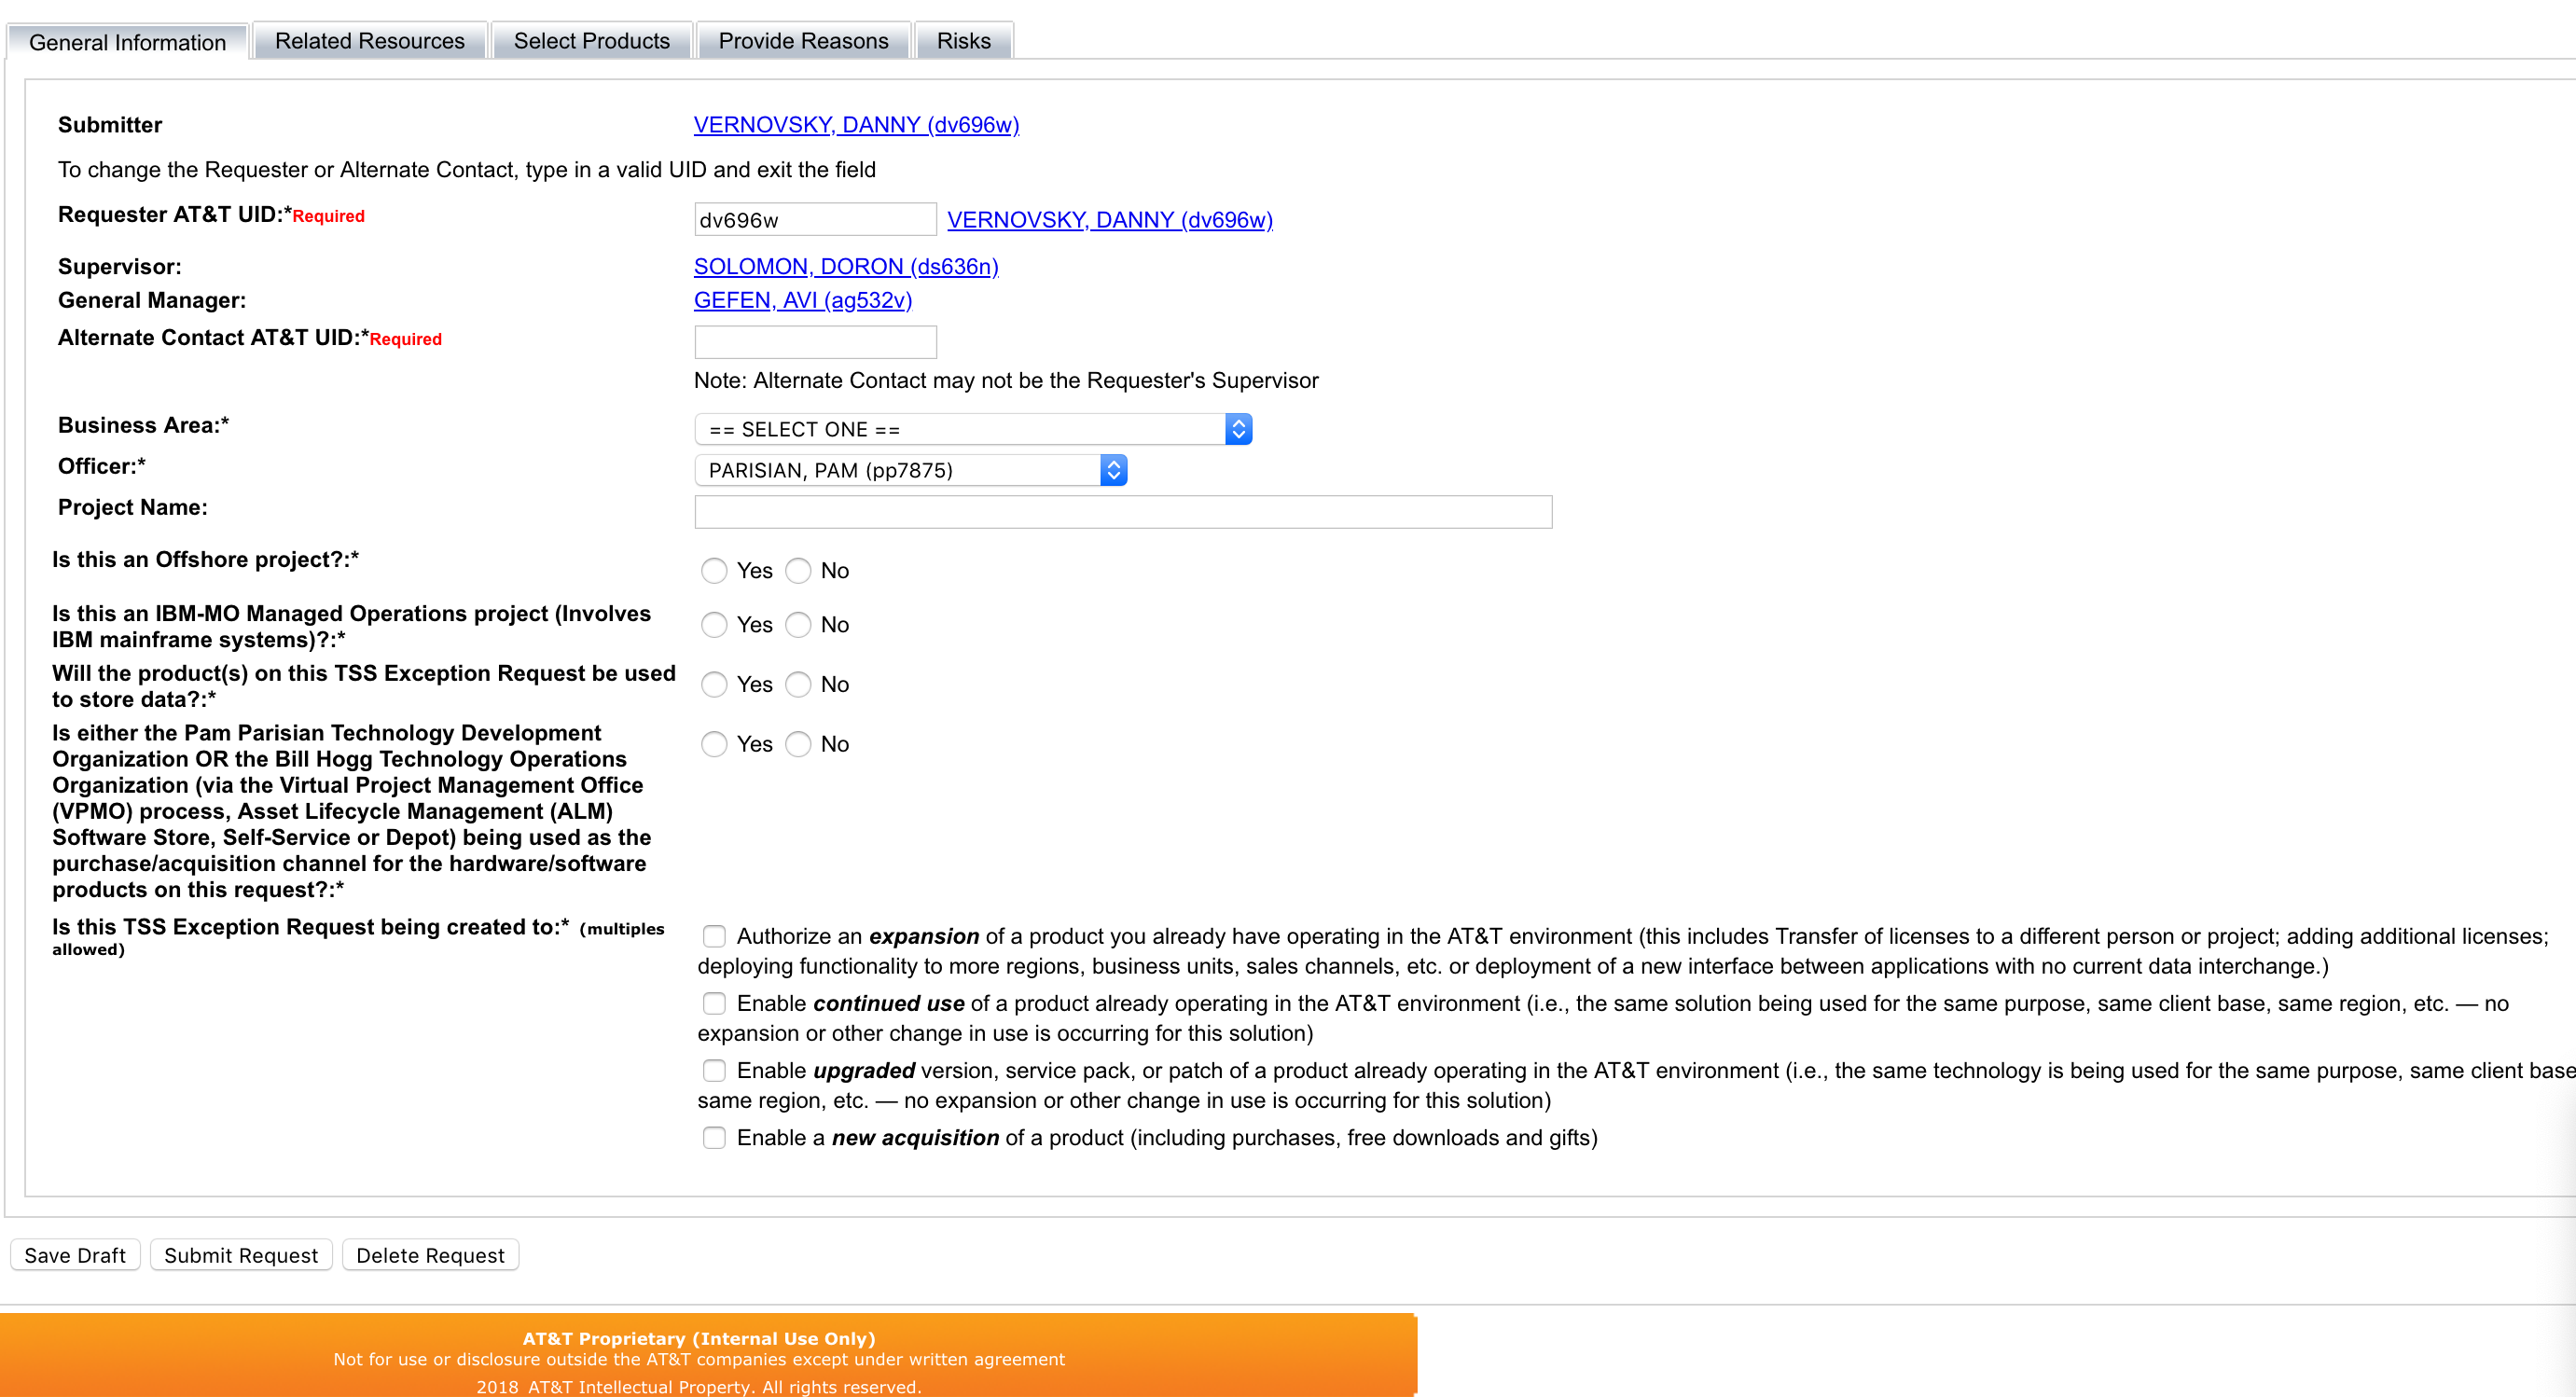 General Information Related Resources Select Products Provide Reasons Risks
Submitter VERNOVSKY, DANNY (dv696w)
To change the Requester or Alternate Contact, type in a valid UID and exit the field
Requester AT&T UID:*Required dv696w VERNOVSKY, DANNY (dv696w)
Supervisor: SOLOMON, DORON (ds636n)
General Manager: GEFEN, AVI (ag532v)
Alternate Contact AT&T UID:*Required
Note: Alternate Contact may not be the Requester's Supervisor
Business Area:* == SELECT ONE ==
Officer:* PARISIAN, PAM (pp7875)
Project Name:
Is this an Offshore project?:* Yes No
Is this an IBM-MO Managed Operations project (Involves
IBM mainframe systems)?:* Yes No
Will the product(s) on this TSS Exception Request be used
to store data?:* Yes No
Is either the Pam Parisian Technology Development Yes No
Organization OR the Bill Hogg Technology Operations
Organization (via the Virtual Project Management Office
(VPMO) process, Asset Lifecycle Management (ALM)
Software Store, Self-Service or Depot) being used as the
purchase/acquisition channel for the hardware/software
products on this request?:*
Is this TSS Exception Request being created to:* (multiples
allowed)
Authorize an expansion of a product you already have operating in the AT&T environment (this includes Transfer of licenses to a different person or project; adding additional licenses;
deploying functionality to more regions, business units, sales channels, etc. or deployment of a new interface between applications with no current data interchange.)
Enable continued use of a product already operating in the AT&T environment (i.e., the same solution being used for the same purpose, same client base, same region, etc. — no
expansion or other change in use is occurring for this solution)
Enable upgraded version, service pack, or patch of a product already operating in the AT&T environment (i.e., the same technology is being used for the same purpose, same client base
same region, etc. — no expansion or other change in use is occurring for this solution)
Enable a new acquisition of a product (including purchases, free downloads and gifts)
Save Draft Submit Request Delete Request
AT&T Proprietary (Internal Use Only)
Not for use or disclosure outside the AT&T companies except under written agreement
2018 AT&T Intellectual Property. All rights reserved.